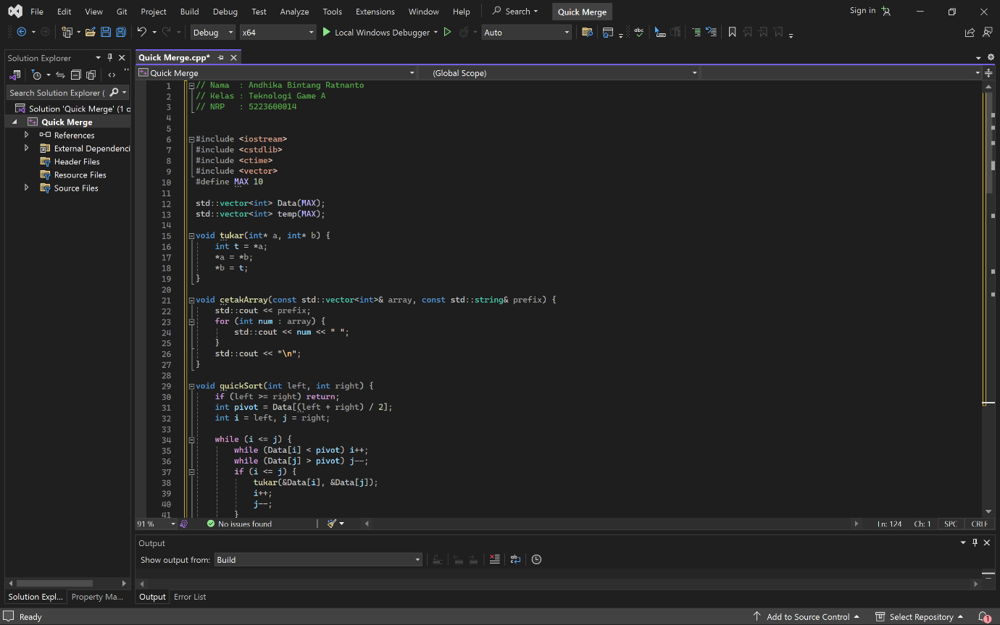 File Edit View Git Project Build Debug Test Analyze Tools Extensions Window Help Search Quick Merge Sign in
Debug x64 Local Windows Debugger Auto
Solution Explorer
Search Solution Explorer (
Solution 'Quick Merge' (1 o
Quick Merge
References
External Dependenci
Header Files
Resource Files
Source Files
Solution Expl... Property Ma...
Quick Merge.cpp*
Quick Merge (Global Scope)
1 // Nama  : Andhika Bintang Ratnanto
2 // Kelas : Teknologi Game A
3 // NRP   : 5223600014
4
5
6 #include <iostream>
7 #include <cstdlib>
8 #include <ctime>
9 #include <vector>
10 #define MAX 10
11
12 std::vector<int> Data(MAX);
13 std::vector<int> temp(MAX);
14
15 void tukar(int* a, int* b) {
16     int t = *a;
17     *a = *b;
18     *b = t;
19 }
20
21 void cetakArray(const std::vector<int>& array, const std::string& prefix) {
22     std::cout << prefix;
23     for (int num : array) {
24         std::cout << num << " ";
25     }
26     std::cout << "\n";
27 }
28
29 void quickSort(int left, int right) {
30     if (left >= right) return;
31     int pivot = Data[(left + right) / 2];
32     int i = left, j = right;
33
34     while (i <= j) {
35         while (Data[i] < pivot) i++;
36         while (Data[j] > pivot) j--;
37         if (i <= j) {
38             tukar(&Data[i], &Data[j]);
39             i++;
40             j--;
41         }
91 % No issues found Ln: 124 Ch: 1 SPC CRLF
Output
Show output from: Build
Output Error List
Ready Add to Source Control Select Repository 1